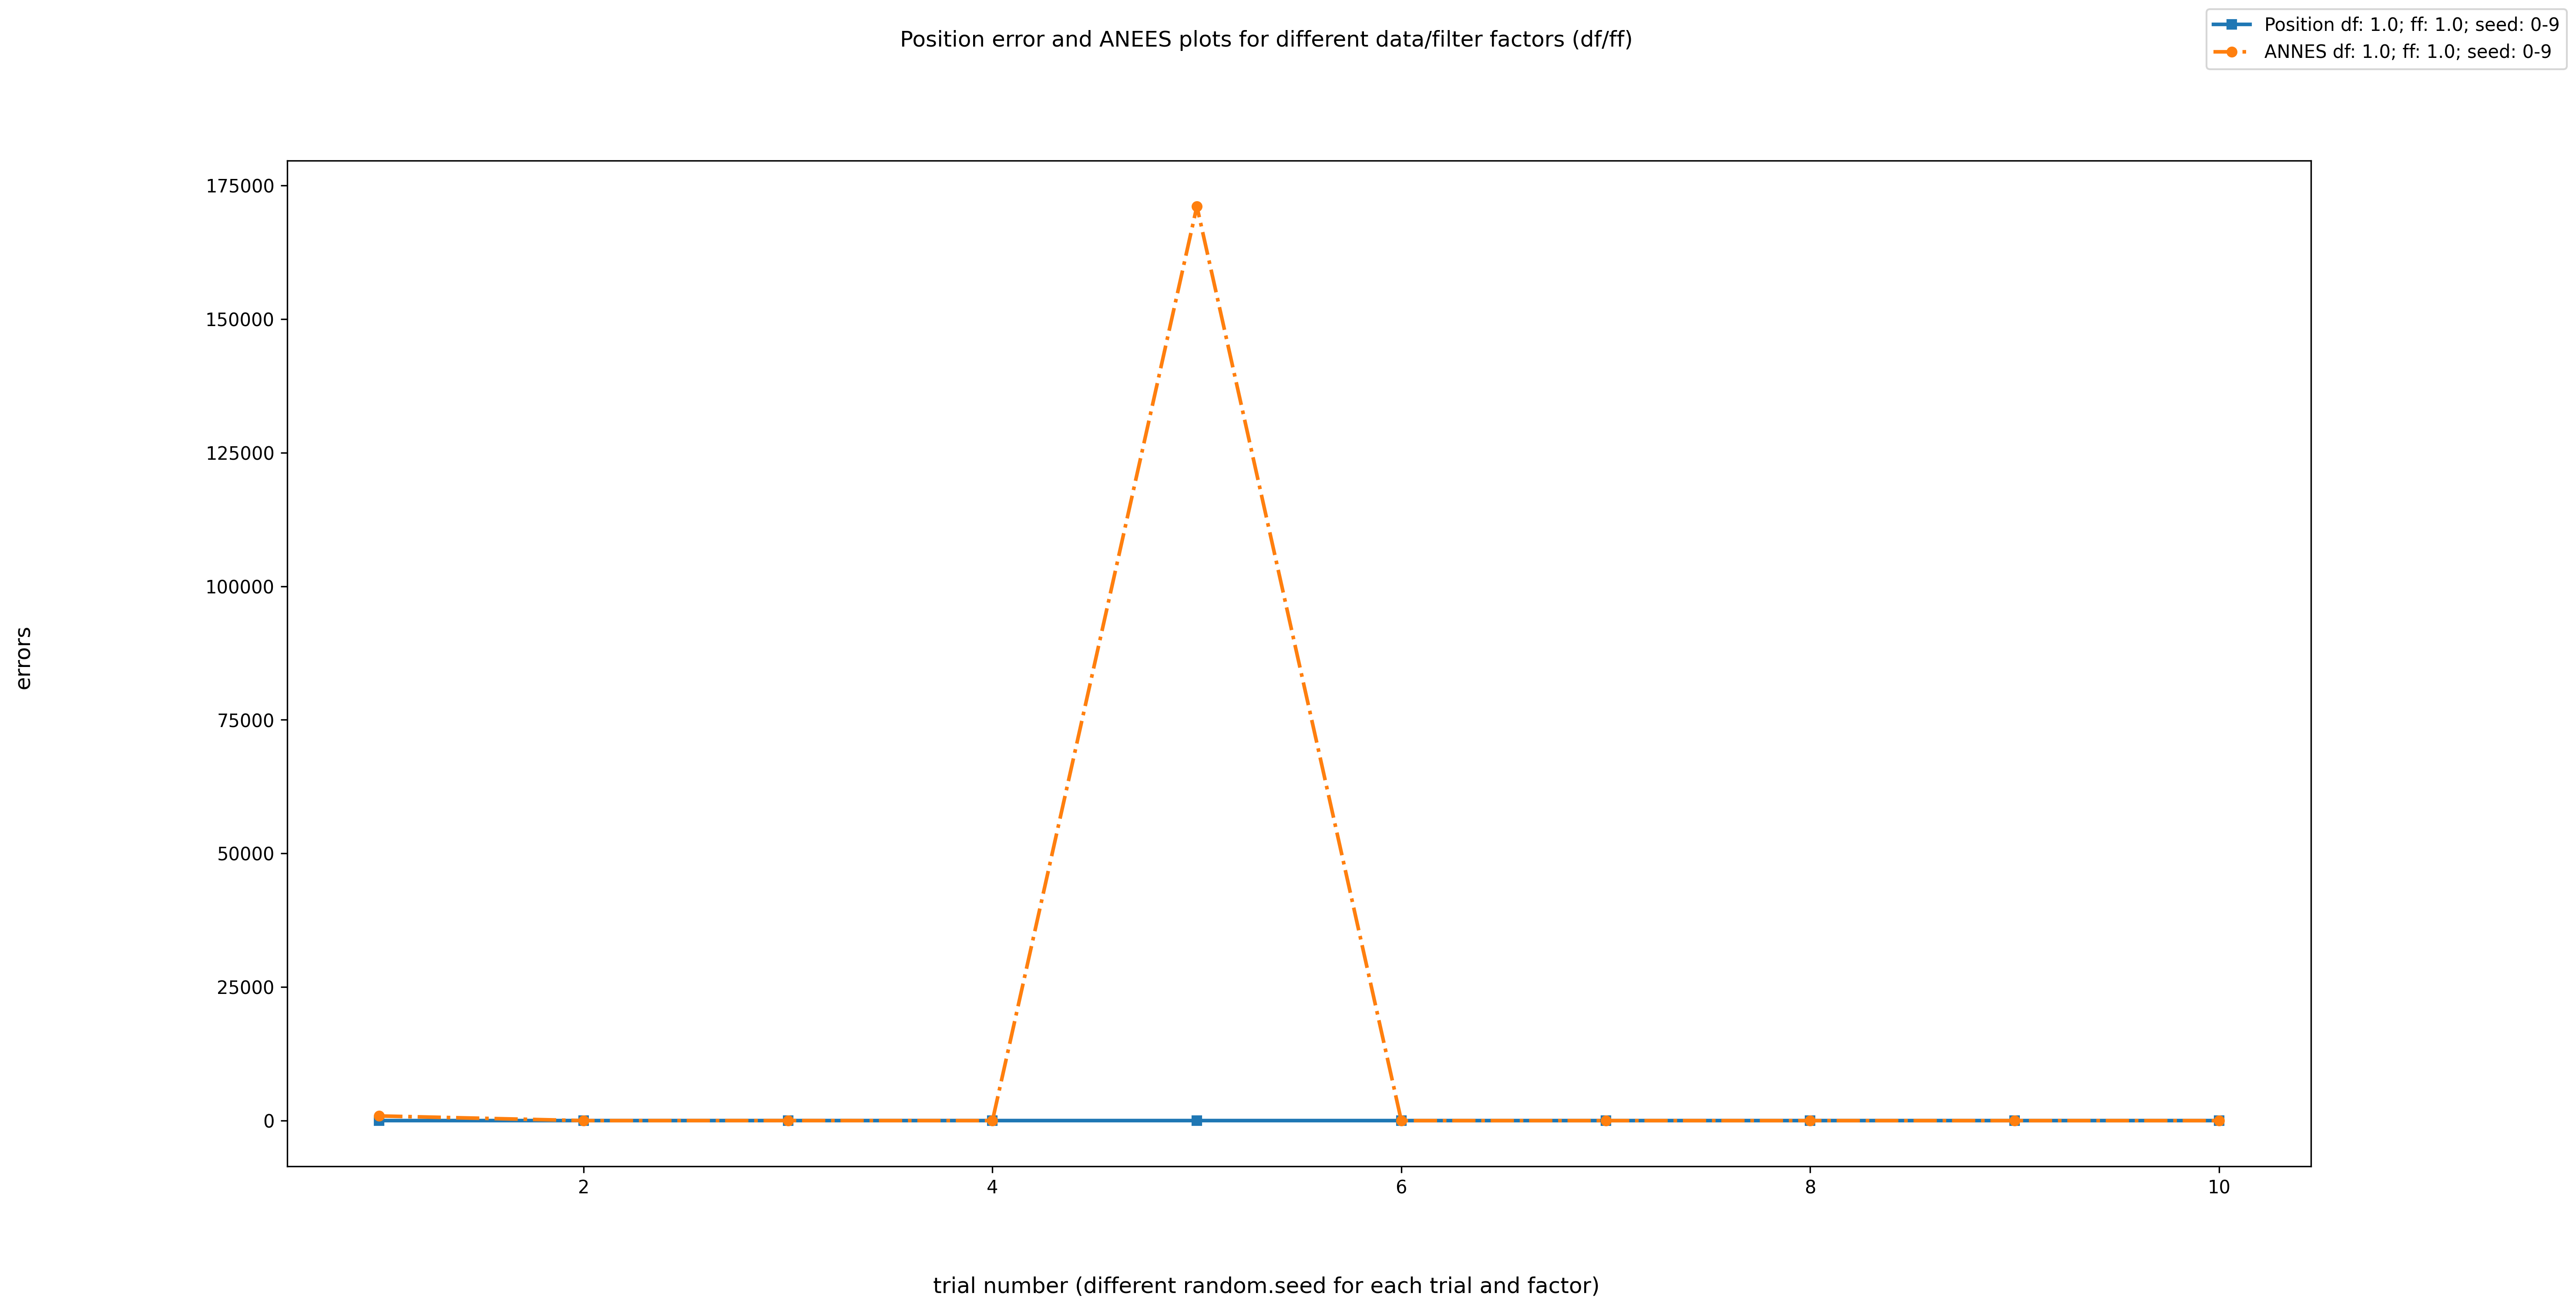 Position error and ANEES plots for different data/filter factors (df/ff)
Position df: 1.0; ff: 1.0; seed: 0-9
ANNES df: 1.0; ff: 1.0; seed: 0-9
175000
150000
125000
100000
75000
50000
25000
0
errors
2 4 6 8 10
trial number (different random.seed for each trial and factor)